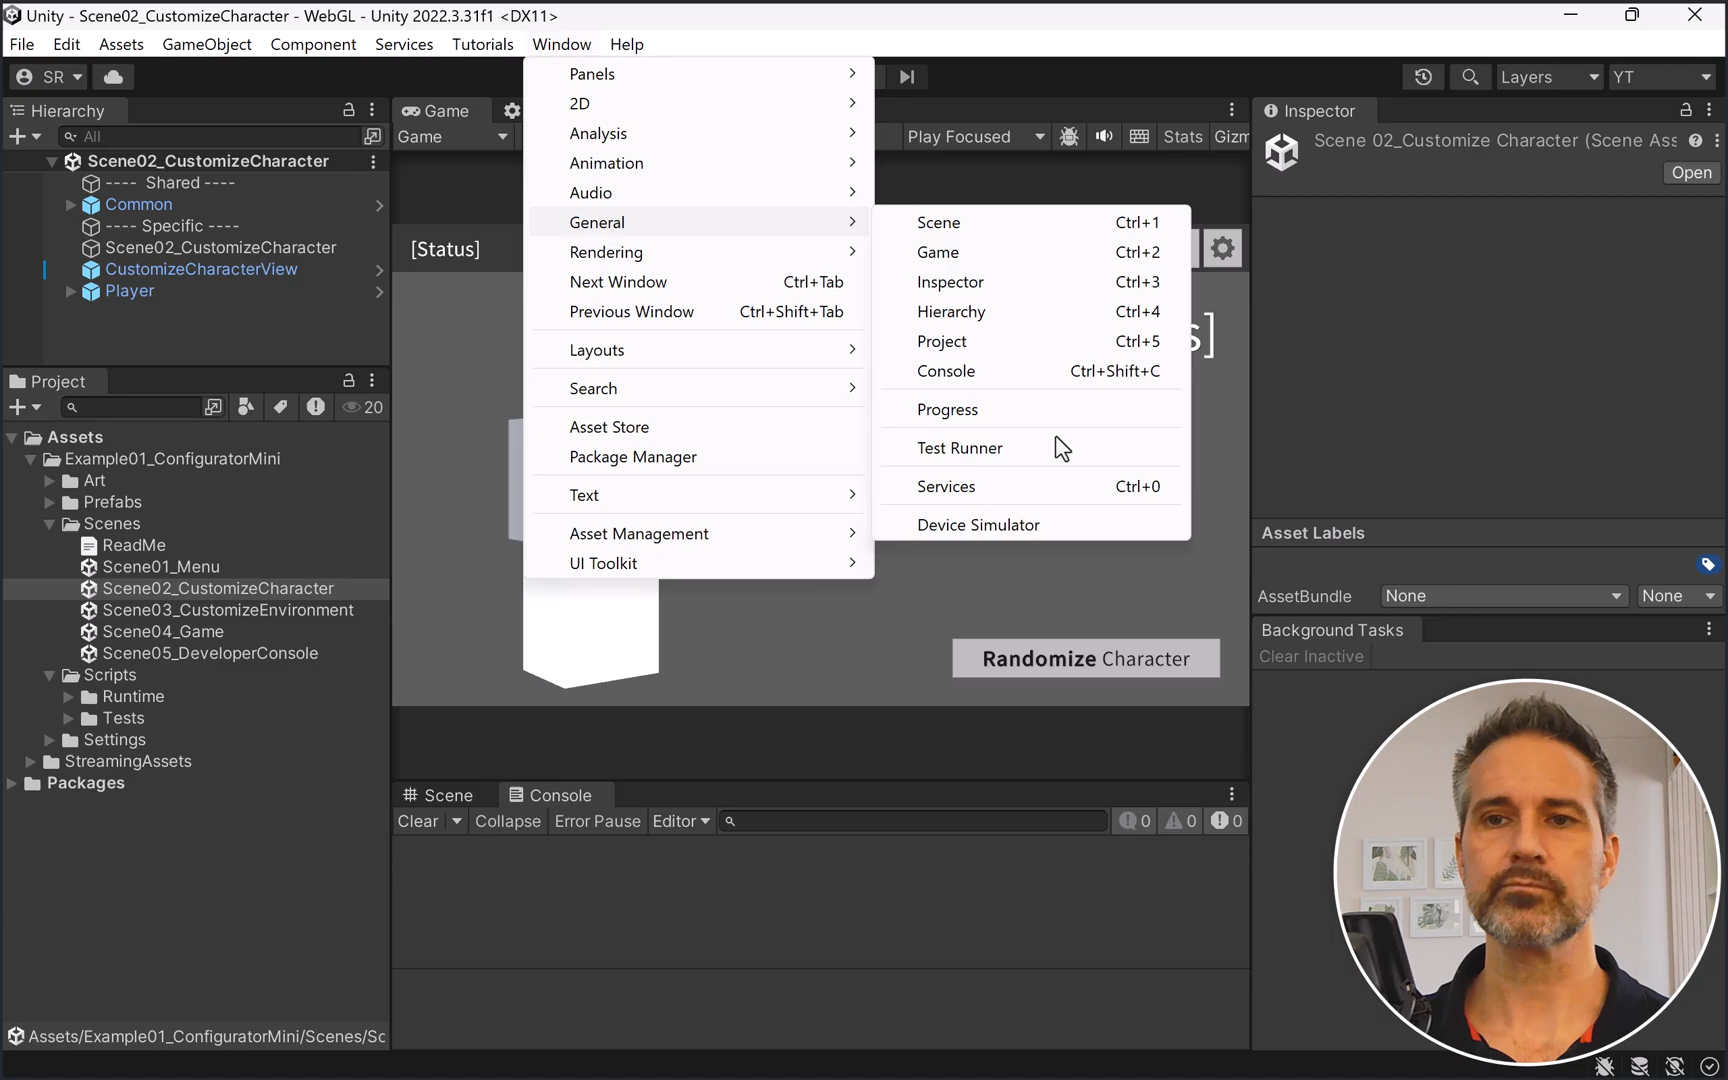 Unity - Scene02_CustomizeCharacter - WebGL - Unity 2022.3.31f1 <DX11>
File Edit Assets GameObject Component Services Tutorials Window Help
SR
Layers
YT
Hierarchy
All
Scene02_CustomizeCharacter
---- Shared ----
Common
---- Specific ----
Scene02_CustomizeCharacter
CustomizeCharacterView
Player
Project
20
Assets
Example01_ConfiguratorMini
Art
Prefabs
Scenes
ReadMe
Scene01_Menu
Scene02_CustomizeCharacter
Scene03_CustomizeEnvironment
Scene04_Game
Scene05_DeveloperConsole
Scripts
Runtime
Tests
Settings
StreamingAssets
Packages
Assets/Example01_ConfiguratorMini/Scenes/Sc
Game
Game
Play Focused
Stats
Gizm
[Status]
s]
Randomize Character
Panels
2D
Analysis
Animation
Audio
General
Rendering
Next Window Ctrl+Tab
Previous Window Ctrl+Shift+Tab
Layouts
Search
Asset Store
Package Manager
Text
Asset Management
UI Toolkit
Scene Ctrl+1
Game Ctrl+2
Inspector Ctrl+3
Hierarchy Ctrl+4
Project Ctrl+5
Console Ctrl+Shift+C
Progress
Test Runner
Services Ctrl+0
Device Simulator
Scene
Console
Clear
Collapse
Error Pause
Editor
0
0
0
Inspector
Scene 02_Customize Character (Scene Ass
Open
Asset Labels
AssetBundle
None
None
Background Tasks
Clear Inactive